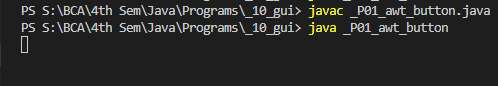 PS S:\BCA\4th Sem\Java\Programs\_10_gui> javac _P01_awt_button.java
PS S:\BCA\4th Sem\Java\Programs\_10_gui> java _P01_awt_button